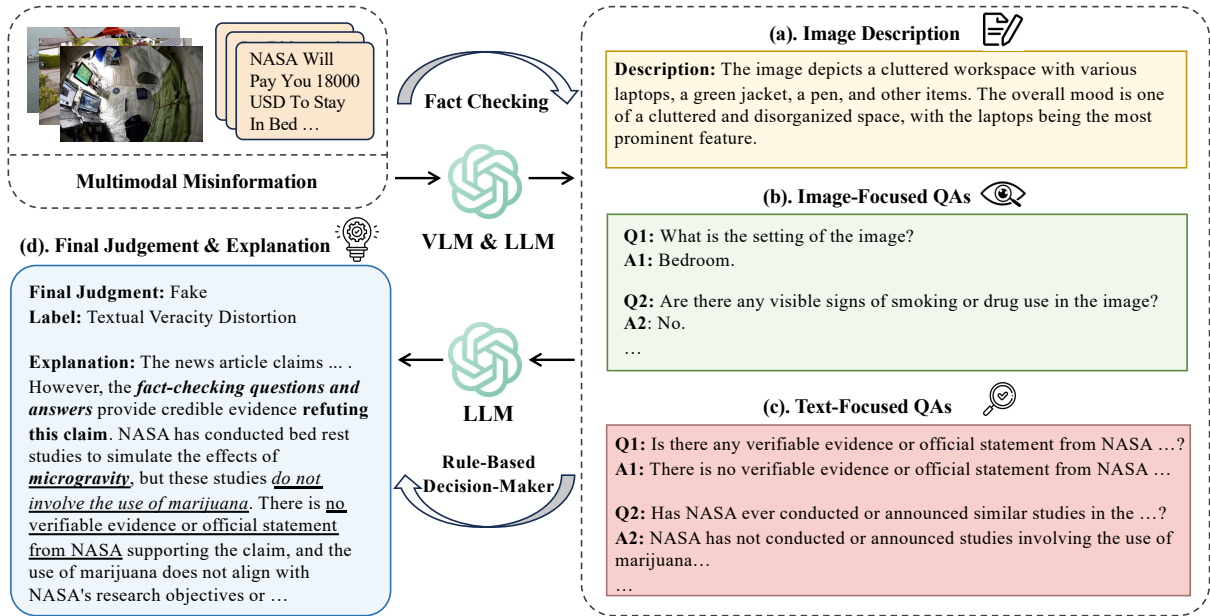 NASA Will
Pay You 18000
USD To Stay
In Bed …
Multimodal Misinformation
Fact Checking
VLM & LLM
(a). Image Description
Description: The image depicts a cluttered workspace with various
laptops, a green jacket, a pen, and other items. The overall mood is one
of a cluttered and disorganized space, with the laptops being the most
prominent feature.
(b). Image-Focused QAs
Q1: What is the setting of the image?
A1: Bedroom.
Q2: Are there any visible signs of smoking or drug use in the image?
A2: No.
…
(c). Text-Focused QAs
Q1: Is there any verifiable evidence or official statement from NASA …?
A1: There is no verifiable evidence or official statement from NASA …
Q2: Has NASA ever conducted or announced similar studies in the …?
A2: NASA has not conducted or announced studies involving the use of
marijuana…
…
LLM
Rule-Based
Decision-Maker
(d). Final Judgement & Explanation
Final Judgment: Fake
Label: Textual Veracity Distortion
Explanation: The news article claims ... .
However, the fact-checking questions and
answers provide credible evidence refuting
this claim. NASA has conducted bed rest
studies to simulate the effects of
microgravity, but these studies do not
involve the use of marijuana. There is no
verifiable evidence or official statement
from NASA supporting the claim, and the
use of marijuana does not align with
NASA's research objectives or …